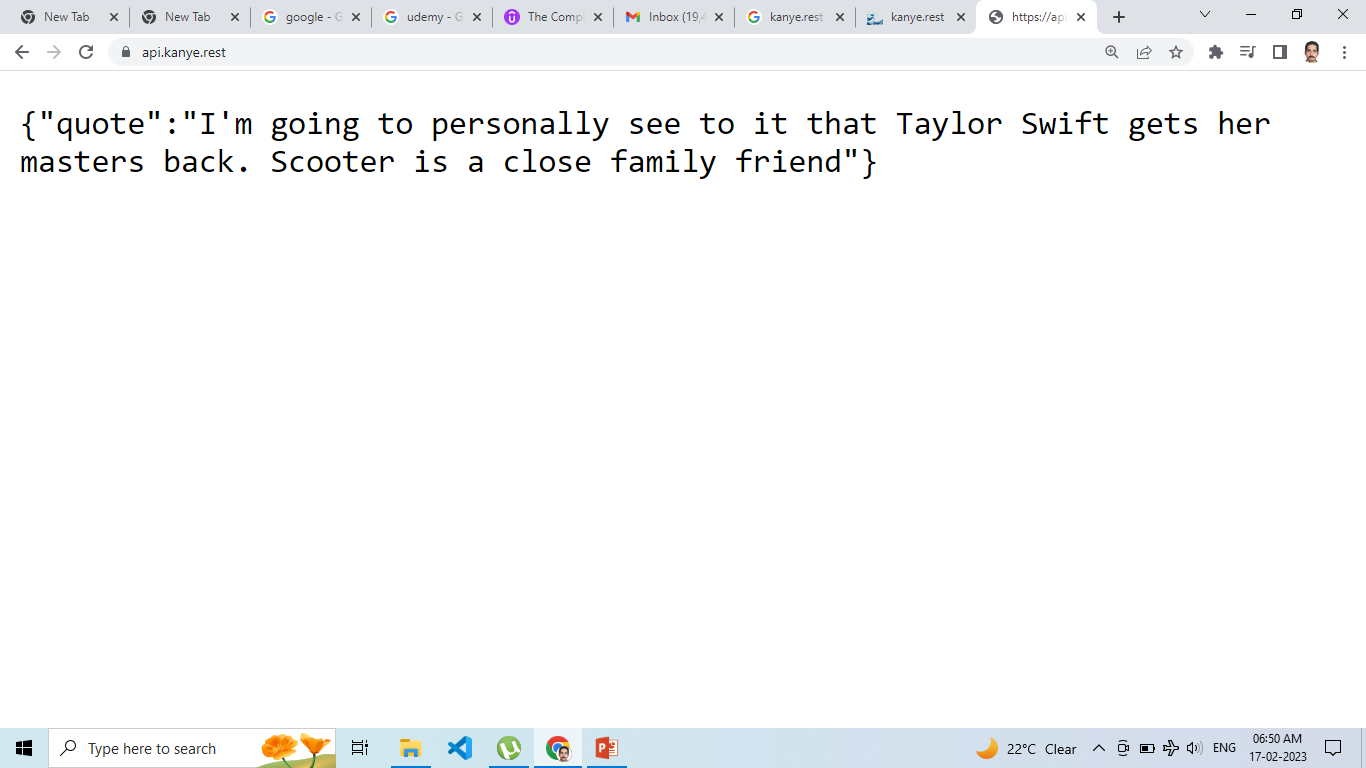 New Tab
New Tab
google - G
udemy - G
The Compl
Inbox (19,4
kanye.rest
kanye.rest
https://api
api.kanye.rest
{"quote":"I'm going to personally see to it that Taylor Swift gets her
masters back. Scooter is a close family friend"}
Type here to search
22°C Clear
ENG
06:50 AM
17-02-2023